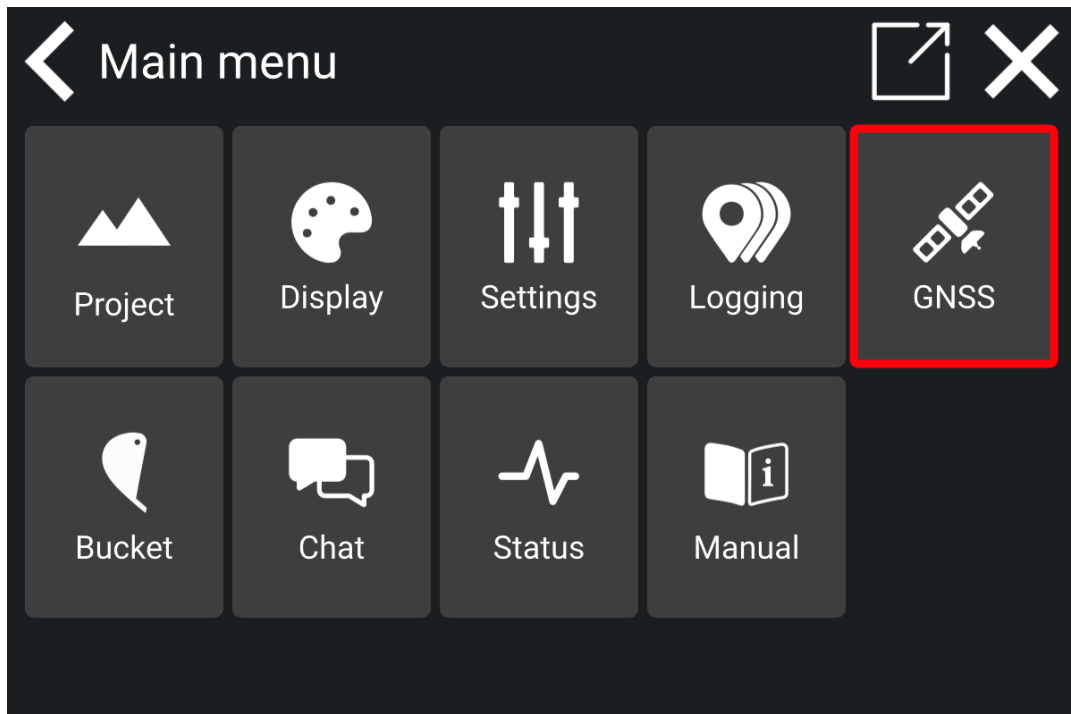 Main menu
Project
Display
Settings
Logging
GNSS
Bucket
Chat
Status
i
Manual